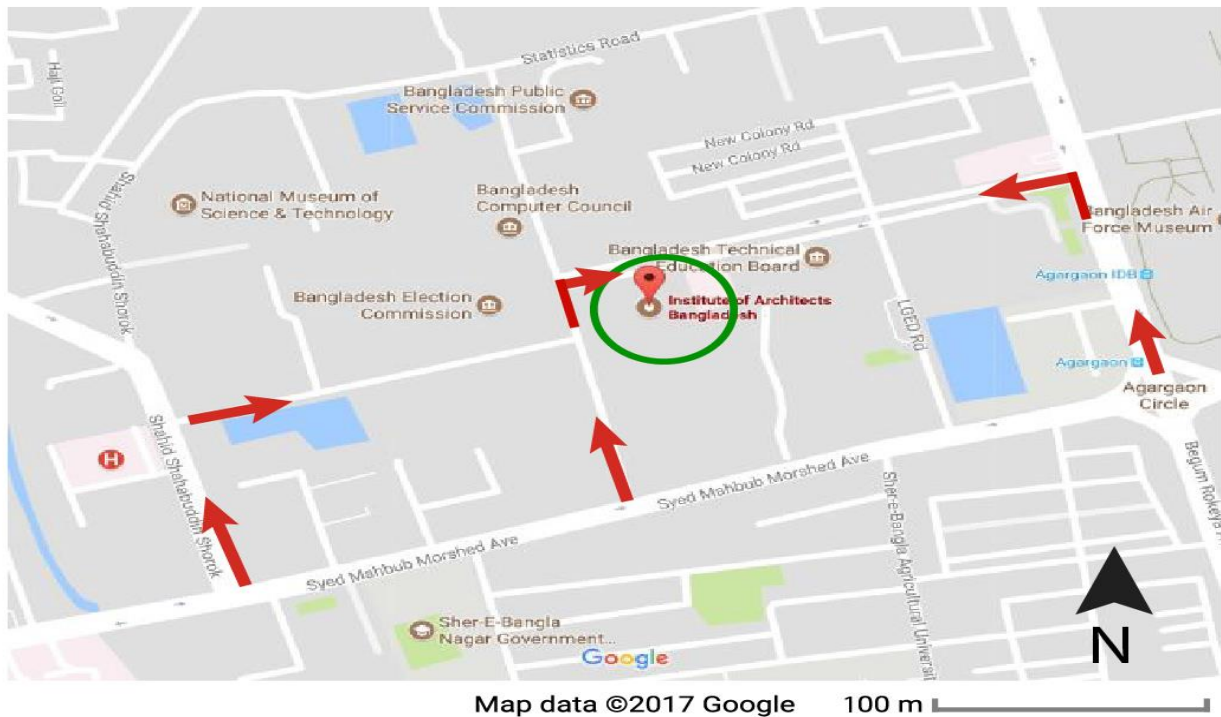 Statistics Road
Haji Goli
Bangladesh Public
Service Commission
New Colony Rd
New Colony Rd
Shahid Shahabuddin Shorok
National Museum of
Science & Technology
Bangladesh
Computer Council
Bangladesh Air
Force Museum
Bangladesh Technical
Education Board
Agargaon IDB
Bangladesh Election
Commission
Institute of Architects
Bangladesh
LGED Rd
Agargaon
Agargaon
Circle
Shahid Shahabuddin Shorok
H
Syed Mahbub Morshed Ave
Begum Rokeya
Sher-e-Bangla Agricultural University
Syed Mahbub Morshed Ave
Sher-E-Bangla
Nagar Government...
Google
N
Map data ©2017 Google
100 m